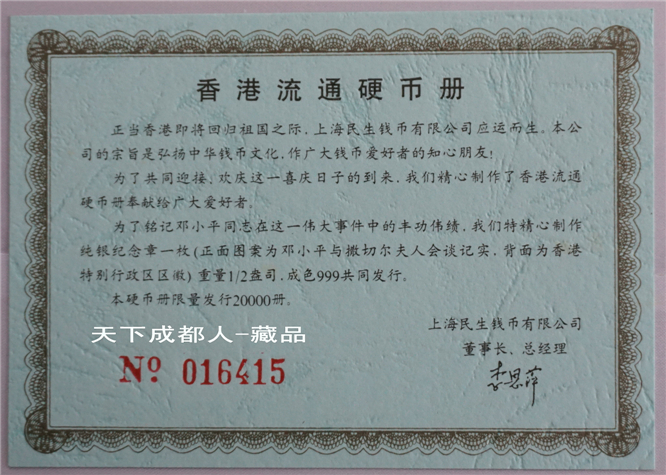 香港流通硬币册
正当香港即将回归祖国之际,上海民生钱币有限公司应运而生。本公
司的宗旨是弘扬中华钱币文化,作广大钱币爱好者的知心朋友!
为了共同迎接、欢庆这一喜庆日子的到来,我们精心制作了香港流通
硬币册奉献给广大爱好者。
为了铭记邓小平同志在这一伟大事件中的丰功伟绩,我们特精心制作
纯银纪念章一枚(正面图案为邓小平与撒切尔夫人会谈记实,背面为香港
特别行政区区徽)重量1/2盎司,成色999共同发行。
本硬币册限量发行20000册。
上海民生钱币有限公司
天下成都人-藏品
董事长、总经理
Nº 016415
李思萍